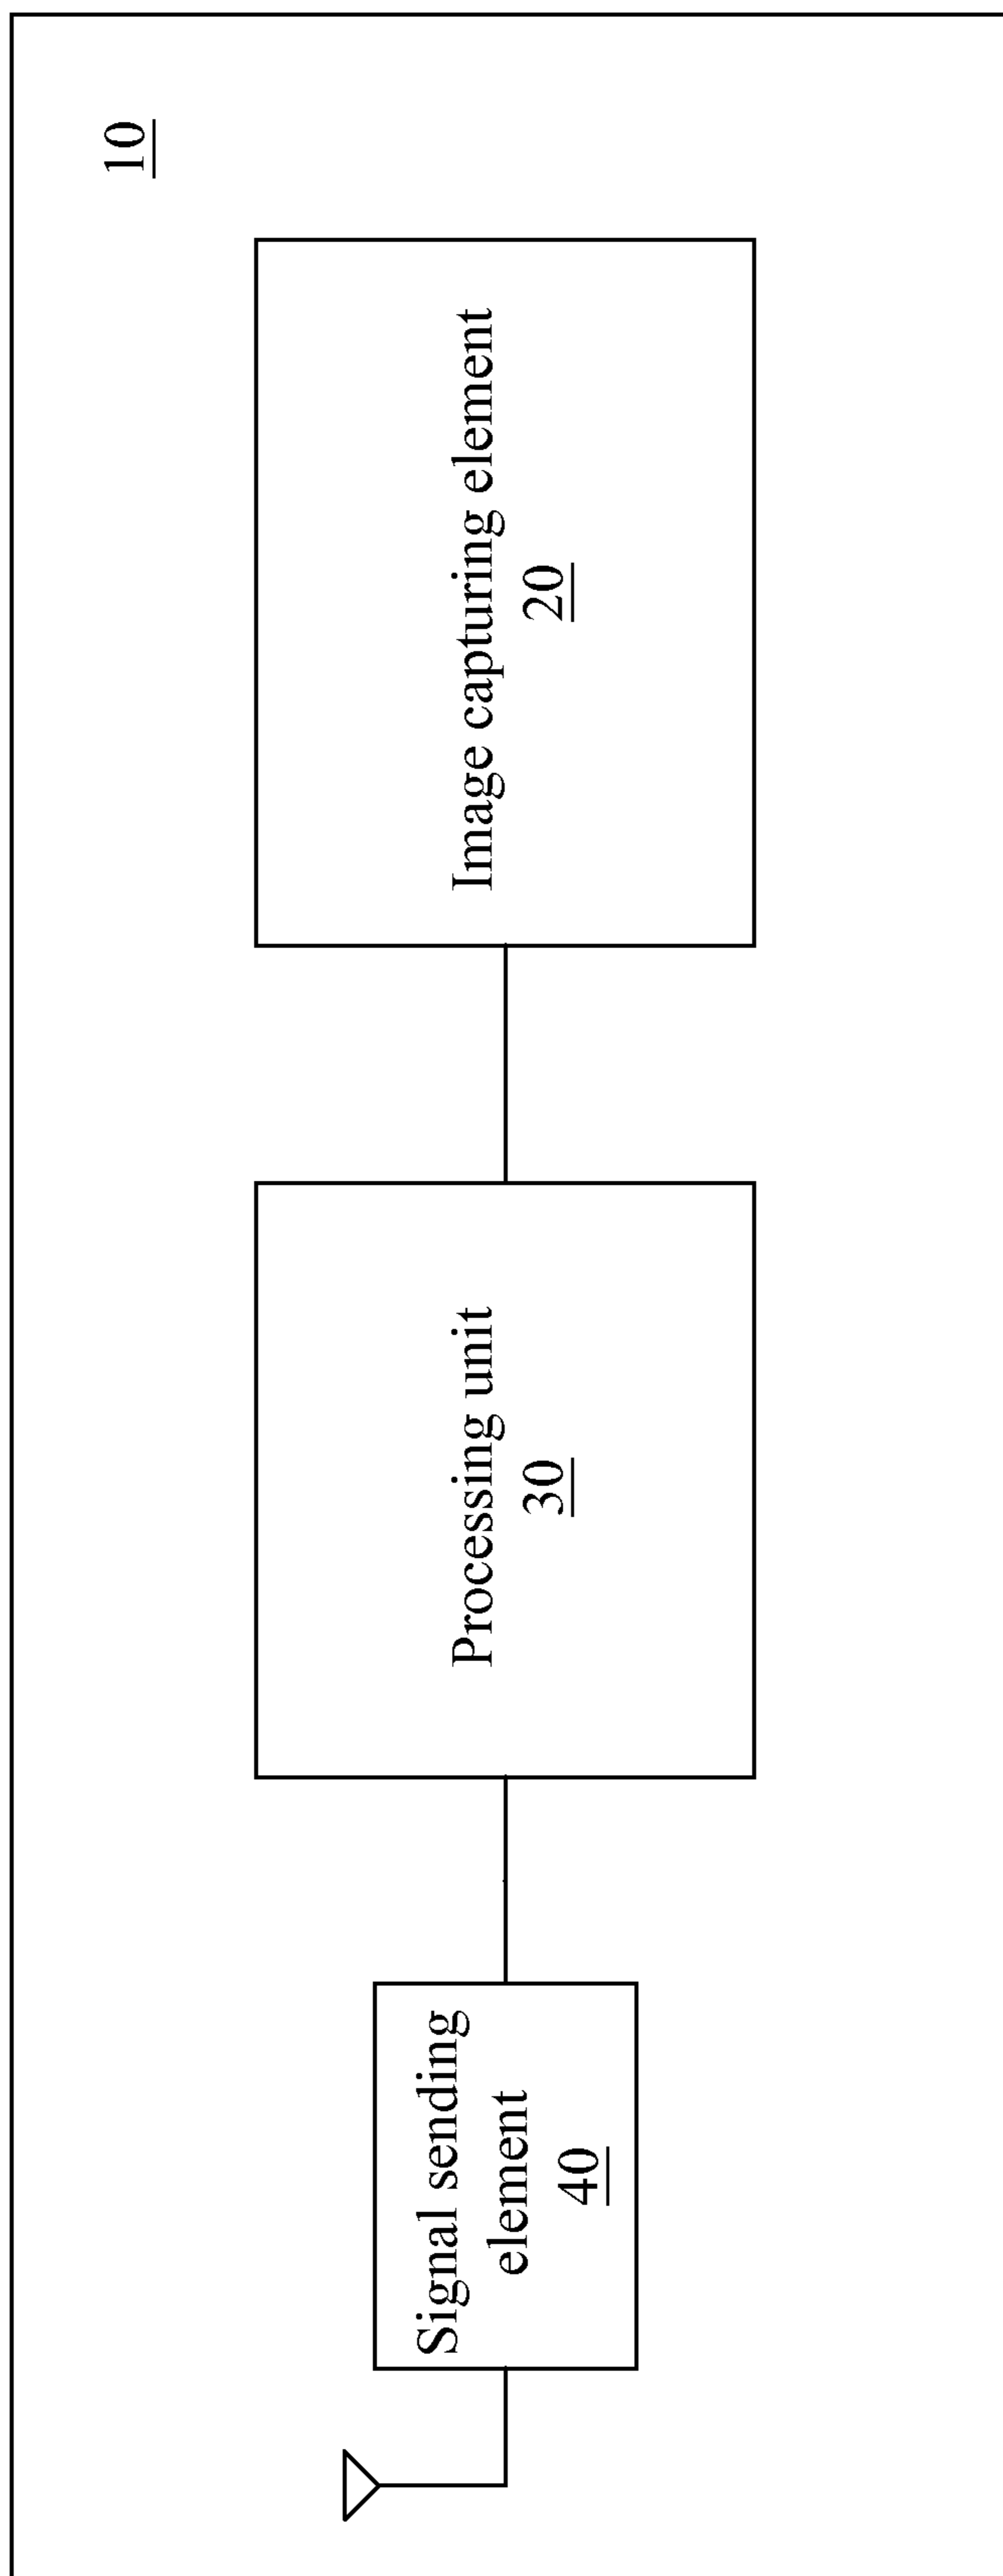 10
Signal sending
element
40
Processing unit
30
Image capturing element
20